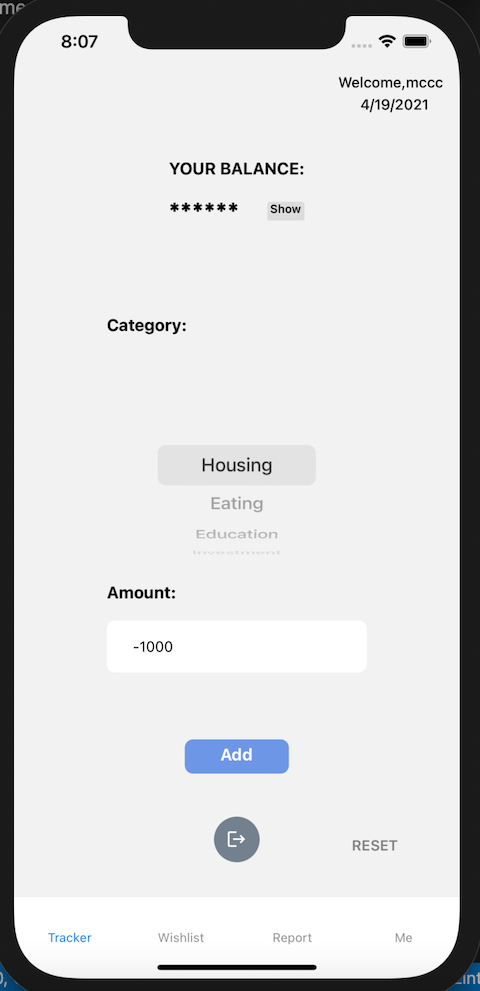 me
8:07
Welcome,mccc
4/19/2021
YOUR BALANCE:
****** Show
Category:
Housing
Eating
Education
Investment
Amount:
-1000
Add
RESET
Tracker Wishlist Report Me